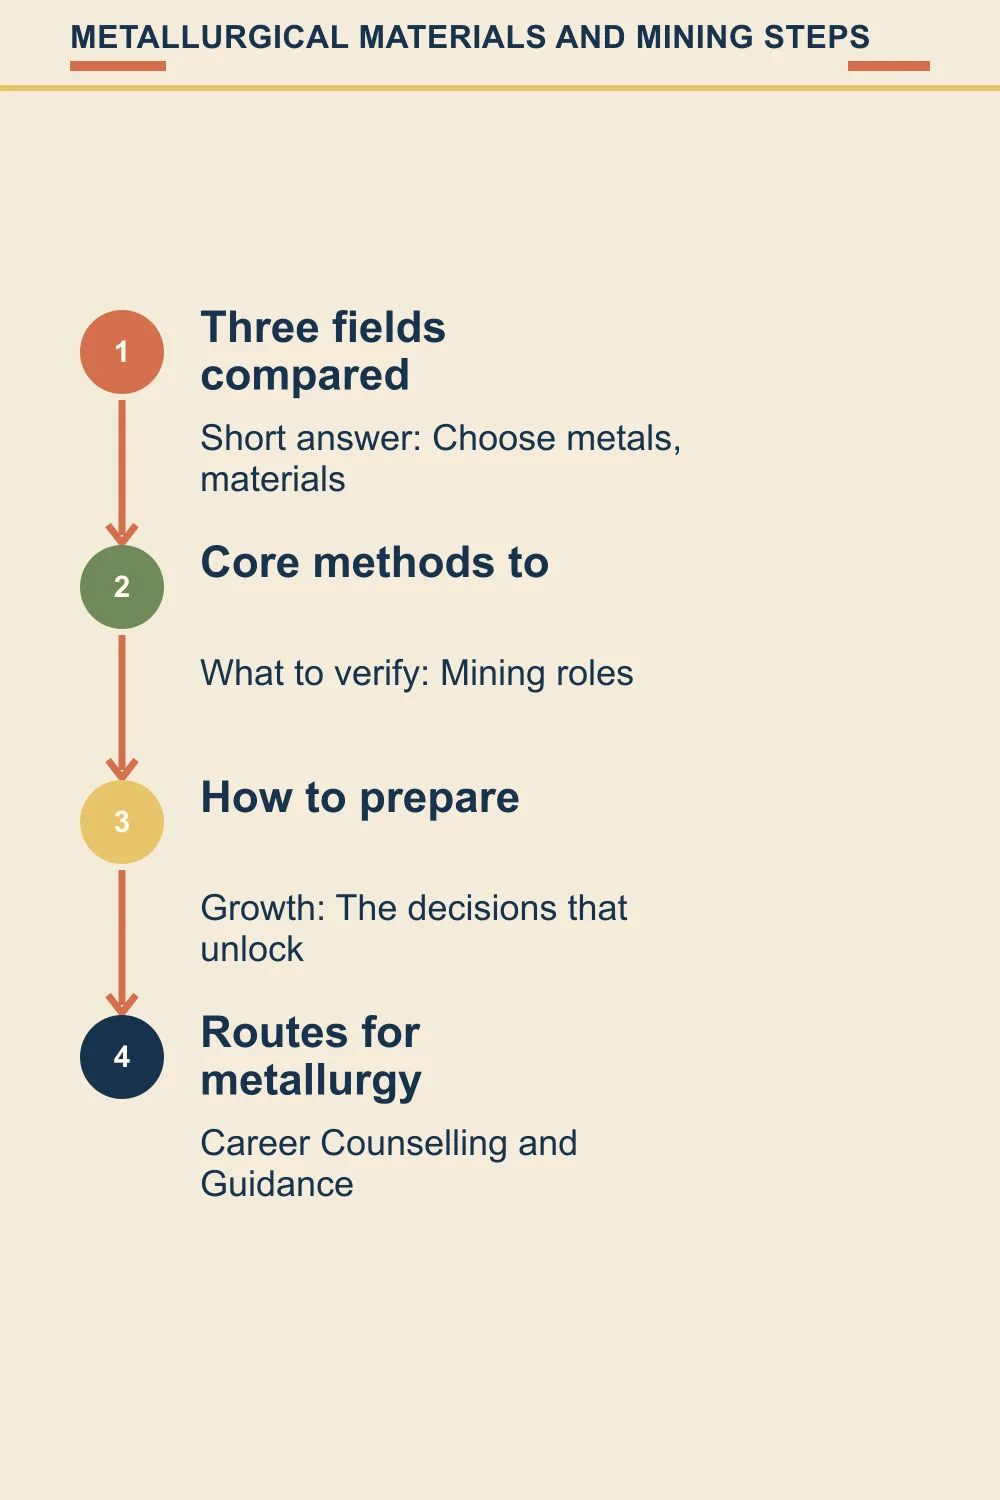 METALLURGICAL MATERIALS AND MINING STEPS
1
Three fields
compared
Short answer: Choose metals,
materials
2
Core methods to
What to verify: Mining roles
3
How to prepare
Growth: The decisions that
unlock
4
Routes for
metallurgy
Career Counselling and
Guidance